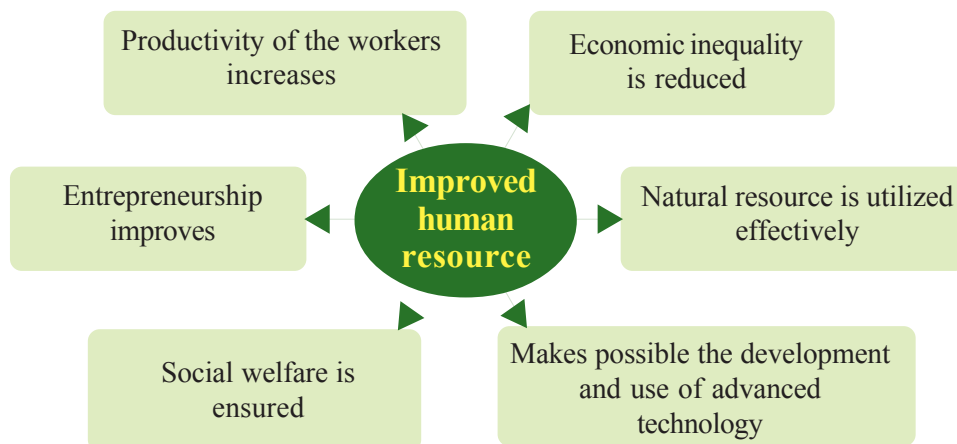 Productivity of the workers
increases
Economic inequality
is reduced
Entrepreneurship
improves
Improved
human
resource
Natural resource is utilized
effectively
Social welfare is
ensured
Makes possible the development
and use of advanced
technology